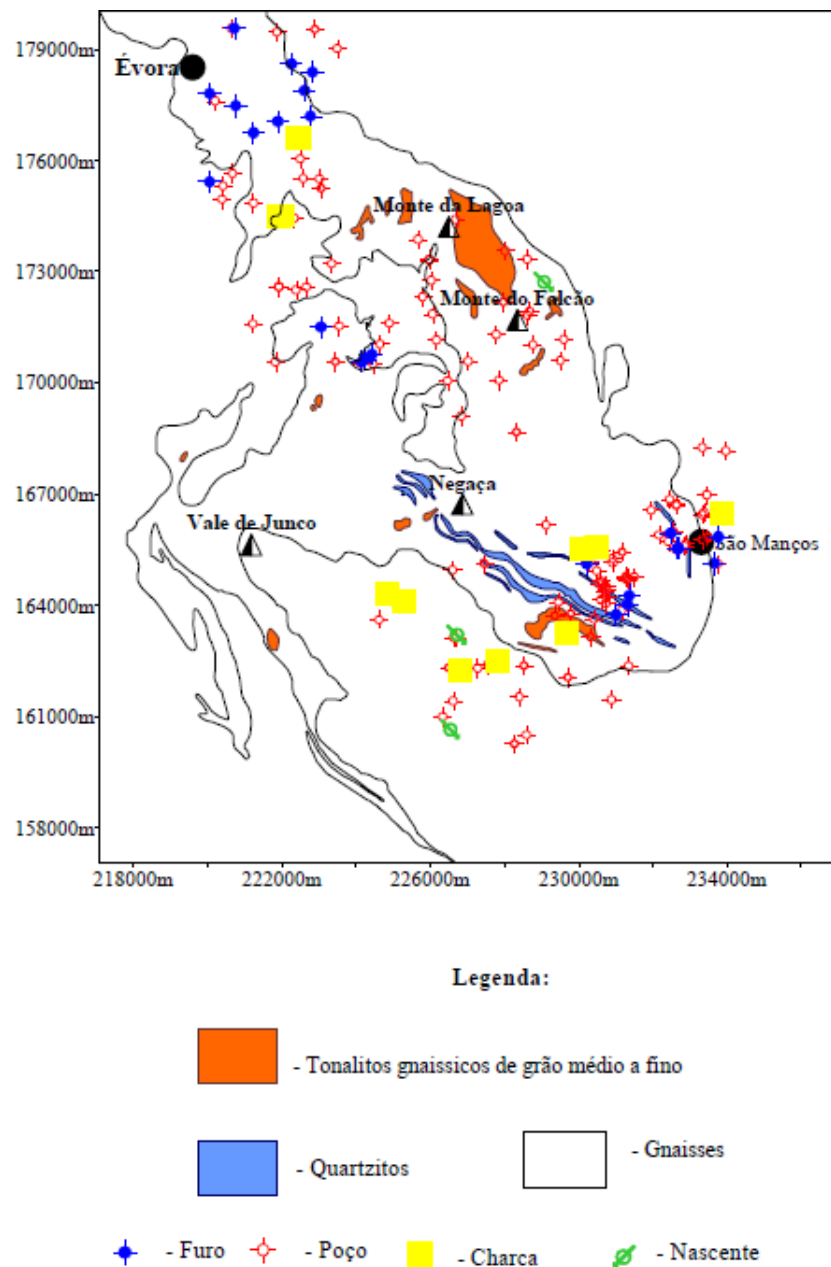 179000m
Évora
176000m
Monte da Lagoa
173000m
Monte do Falcão
170000m
167000m
Negaça
Vale de Junco
São Manços
164000m
161000m
158000m
218000m 222000m 226000m 230000m 234000m
Legenda:
- Tonalitos gnaissicos de grão médio a fino
- Quartzitos
- Gnaisses
- Furo
- Poço
- Charca
- Nascente